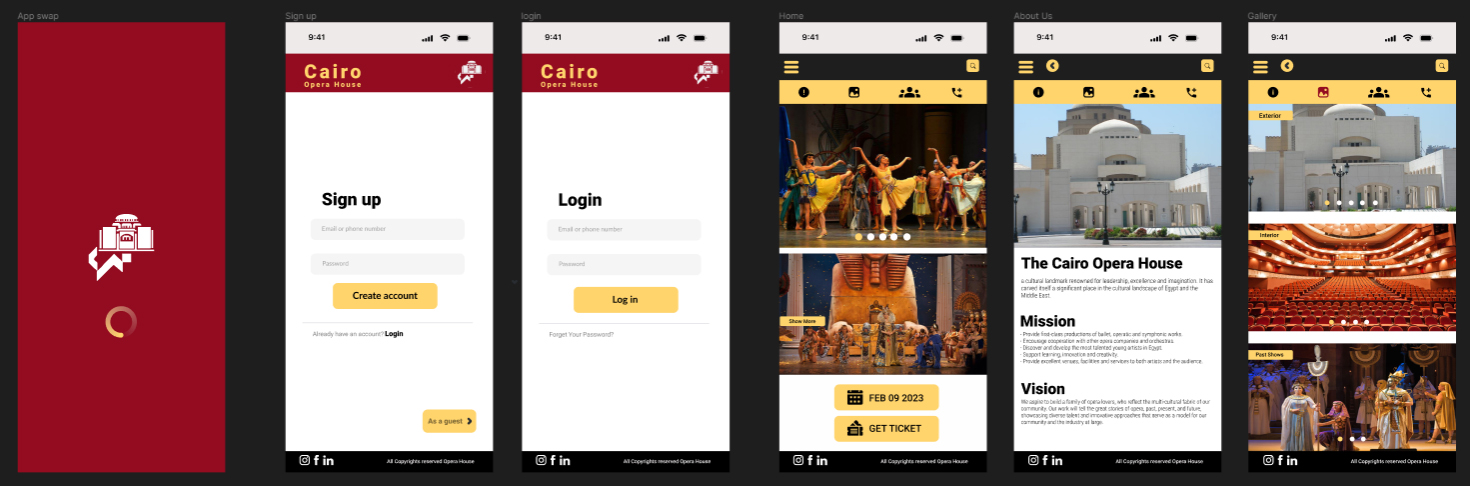 App swap
Sign up
9:41
Cairo
Opera House
Sign up
Email or phone number
Password
Create account
Already have an account? Login
As a guest
All Copyrights reserved Opera House
login
9:41
Cairo
Opera House
Login
Email or phone number
Password
Log in
Forget Your Password?
All Copyrights reserved Opera House
Home
9:41
Show More
FEB 09 2023
GET TICKET
All Copyrights reserved Opera House
About Us
9:41
The Cairo Opera House
is cultural landmark renowned for leadership, excellence and imagination. It has
carved itself a significant place in the cultural landscape of Egypt and the
Middle East.
Mission
- Provide first-class productions of ballet, operatic and symphonic works.
- Encourage cooperation with other opera companies and orchestras.
- Discover and develop the most talented young artists in Egypt.
- Support learning, innovation and creativity.
- Provide excellent venues, facilities and services to both artists and the audience.
Vision
We aspire to build a family of opera lovers, who reflect the multi-cultural fabric of our
community. Our work will tell the great stories of opera, past, present, and future,
showcasing diverse talent and innovative approaches that serve as a model for our
community and the industry at large.
All Copyrights reserved Opera House
Gallery
9:41
Exterior
Interior
Past Shows
All Copyrights reserved Opera House